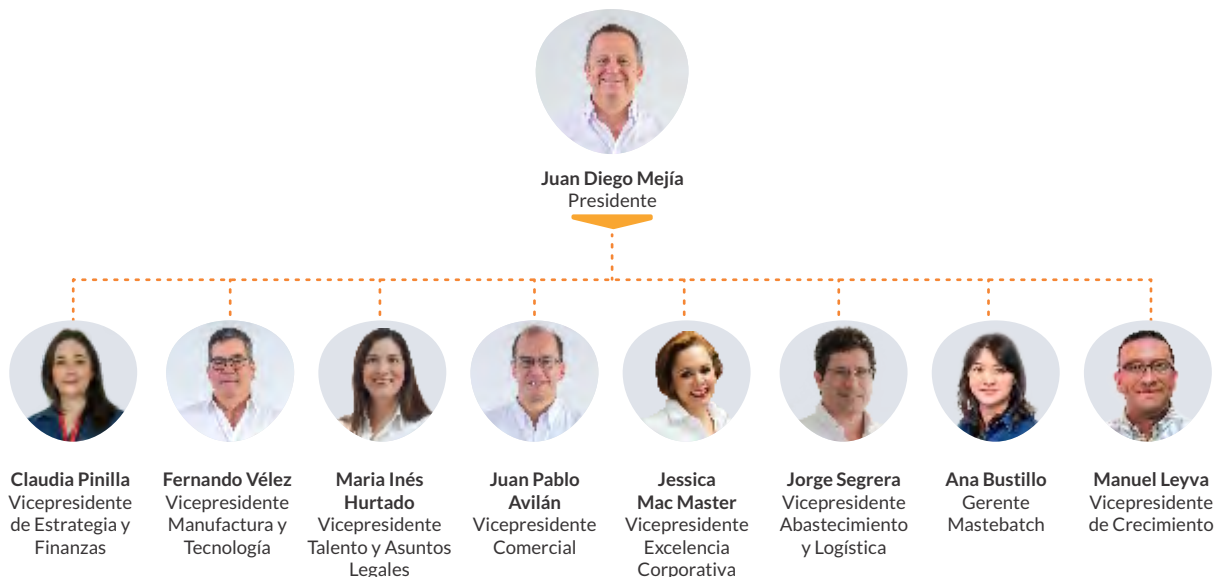 Juan Diego Mejía
Presidente
Claudia Pinilla
Vicepresidente
de Estrategia y
Finanzas
Fernando Vélez
Vicepresidente
Manufactura y
Tecnología
Maria Inés
Hurtado
Vicepresidente
Talento y Asuntos
Legales
Juan Pablo
Avilán
Vicepresidente
Comercial
Jessica
Mac Master
Vicepresidente
Excelencia
Corporativa
Jorge Segrera
Vicepresidente
Abastecimiento
y Logística
Ana Bustillo
Gerente
Mastebatch
Manuel Leyva
Vicepresidente
de Crecimiento